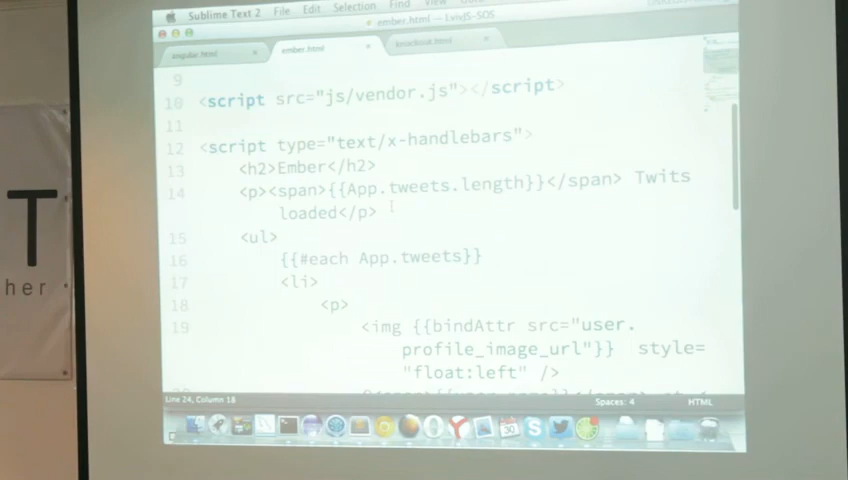 Sublime Text 2 File Edit Selection Find View
ember.html — LvivJS-SOS
angular.html ember.html
9
10 <script src="js/vendor.js"></script>
11
12 <script type="text/x-handlebars">
13 <h2>Ember</h2>
14 <p><span>{{App.tweets.length}}</span> Twits
loaded</p>
15 <ul>
16 {{#each App.tweets}}
17 <li>
18 <p>
19 <img {{bindAttr src="user.
profile_image_url"}} style=
"float:left" />
Line 24, Column 18 Spaces: 4 HTML
30
T
her